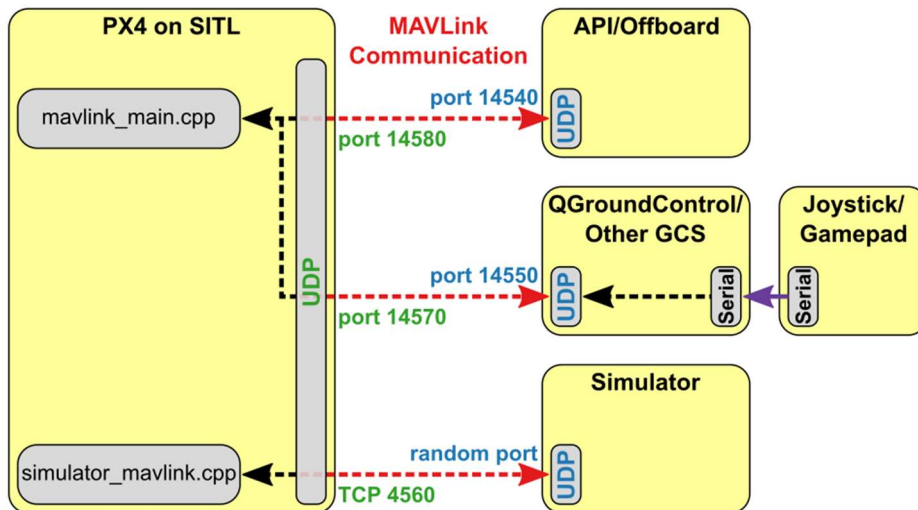 PX4 on SITL
mavlink_main.cpp
UDP
simulator_mavlink.cpp
MAVLink
Communication
port 14540
port 14580
port 14550
port 14570
random port
TCP 4560
API/Offboard
UDP
QGroundControl/
Other GCS
UDP
Serial
Joystick/
Gamepad
Serial
Simulator
UDP